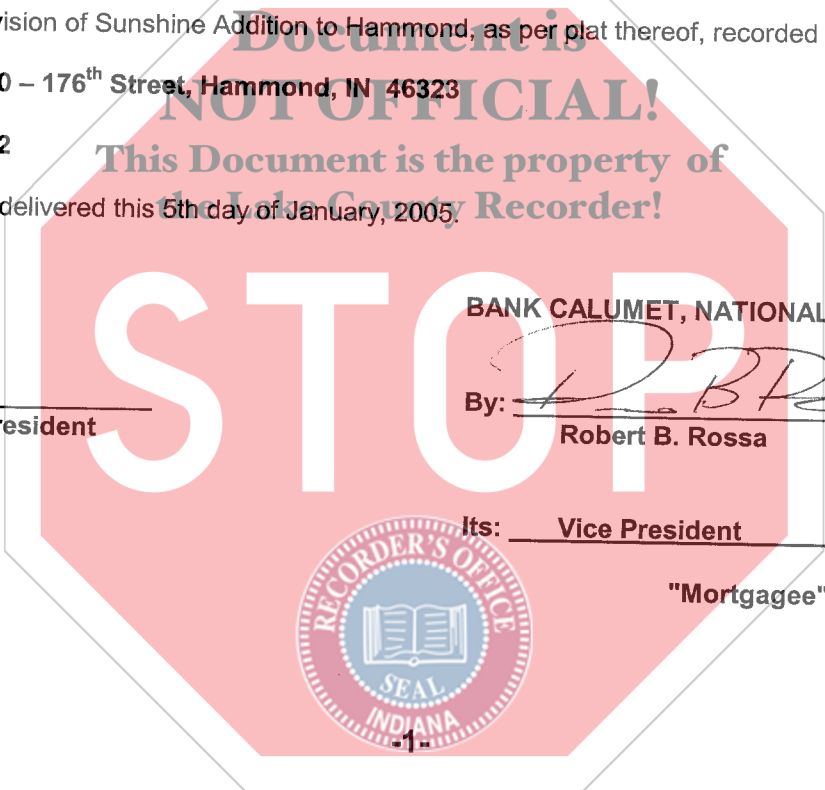 ision of Sunshine Addition to Hammond, as per plat thereof, recorded
Document is
0 – 176th Street, Hammond, IN 46323
NOT OFFICIAL!
2
This Document is the property of
delivered this 5th day of January, 2005.
the Lake County Recorder!
STOP
BANK CALUMET, NATIONAL
By:
esident
Robert B. Rossa
Its: Vice President
"Mortgagee"
RECORDER'S OFFICE
SEAL
INDIANA
-1-